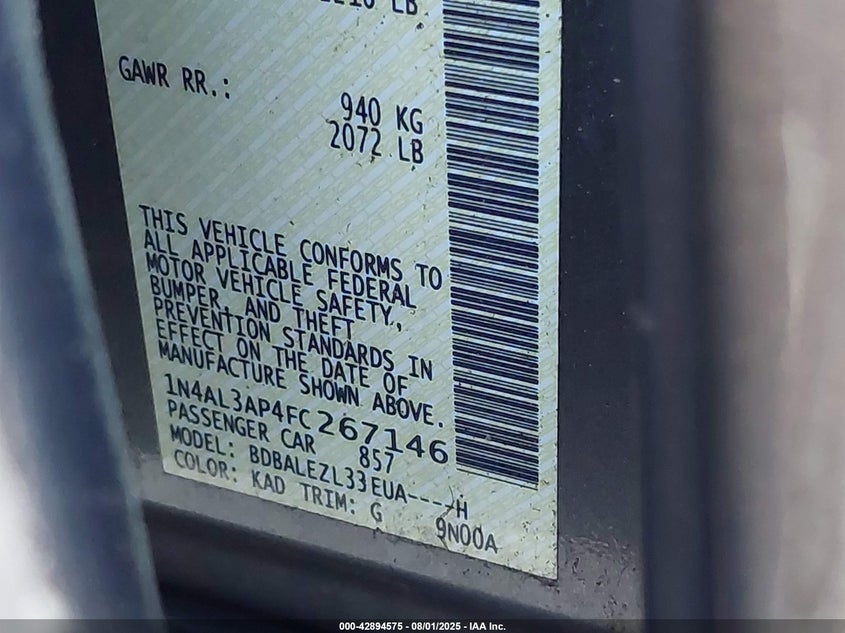 LB
GAWR RR.:
940 KG
2072 LB
THIS VEHICLE CONFORMS TO
ALL APPLICABLE FEDERAL
MOTOR VEHICLE SAFETY,
BUMPER, AND THEFT
PREVENTION STANDARDS IN
EFFECT ON THE DATE OF
MANUFACTURE SHOWN ABOVE.
1N4AL3AP4FC267146
PASSENGER CAR 857
MODEL: BDBALEZL33EUA----H
COLOR: KAD TRIM: G 9N00A
000-42894575 - 08/01/2025 - IAA Inc.